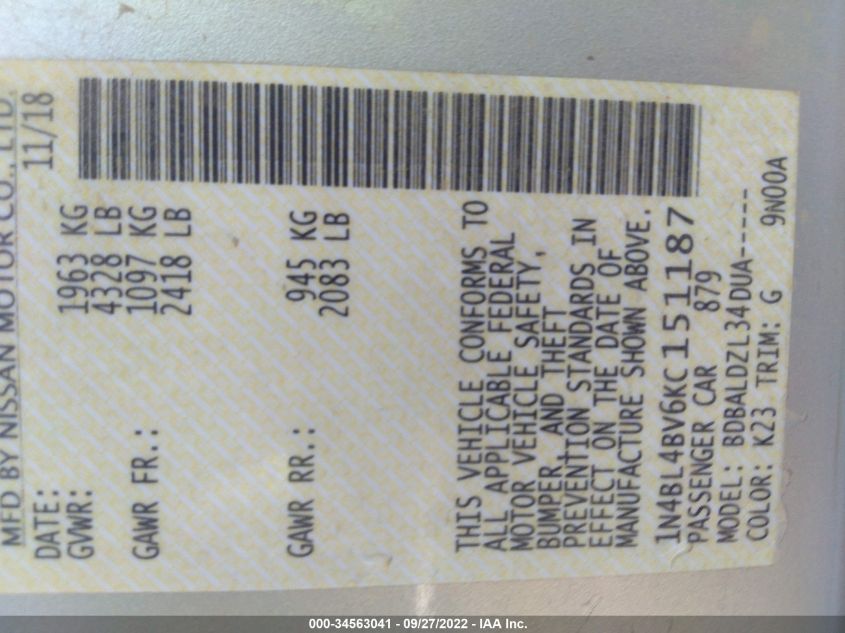 MFD BY NISSAN MOTOR CO., LTD.
DATE: 11/18
GVWR: 1963 KG
4328 LB
GAWR FR.: 1097 KG
2418 LB
GAWR RR.: 945 KG
2083 LB
THIS VEHICLE CONFORMS TO
ALL APPLICABLE FEDERAL
MOTOR VEHICLE SAFETY,
BUMPER, AND THEFT
PREVENTION STANDARDS IN
EFFECT ON THE DATE OF
MANUFACTURE SHOWN ABOVE.
1N4BL4BV6KC151187
PASSENGER CAR 879
MODEL: BDBALDZL34DUA-----
COLOR: K23 TRIM: G 9N00A
000-34563041 - 09/27/2022 - IAA Inc.